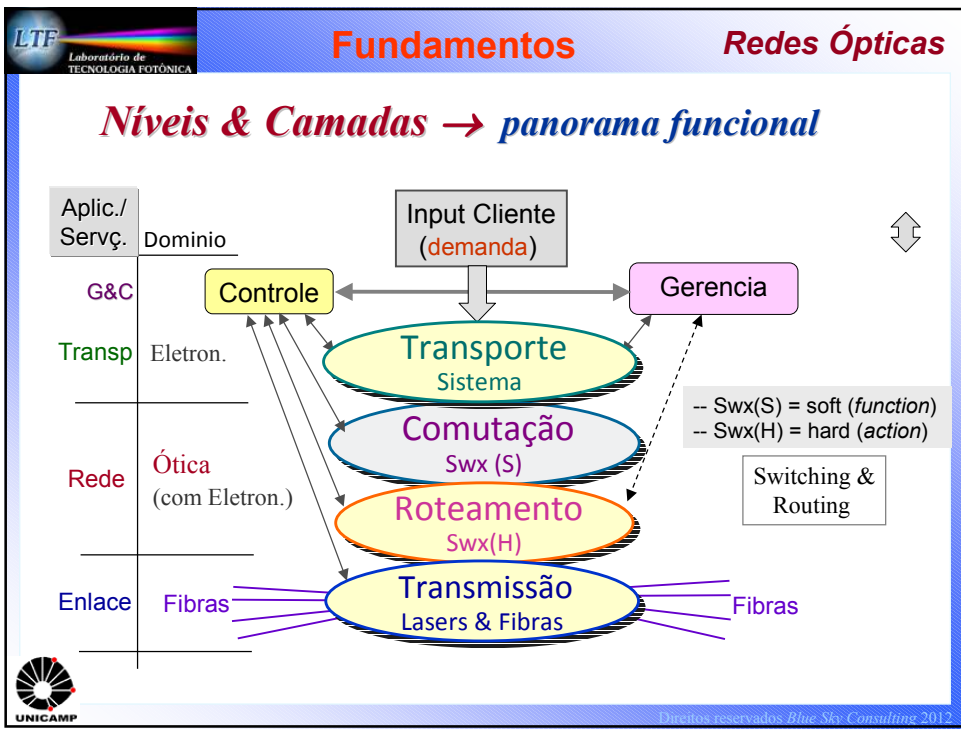 LTF
Laboratório de
TECNOLOGIA FOTÔNICA
Fundamentos
Redes Ópticas
Níveis & Camadas → panorama funcional
Aplic./
Servç.
Dominio
Input Cliente
(demanda)
G&C
Controle
Gerencia
Transp
Eletron.
Transporte
Sistema
-- Swx(S) = soft (function)
-- Swx(H) = hard (action)
Comutação
Swx (S)
Rede
Ótica
(com Eletron.)
Switching &
Routing
Roteamento
Swx(H)
Enlace
Fibras
Transmissão
Lasers & Fibras
Fibras
UNICAMP
Direitos reservados Blue Sky Consulting 2012